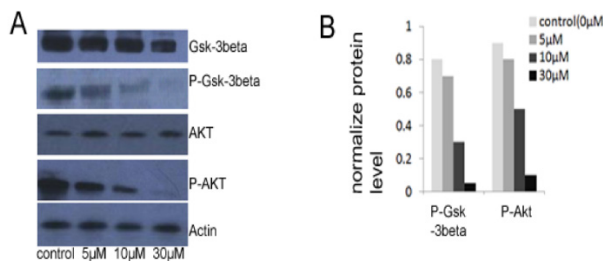 A
Gsk-3beta
P-Gsk-3beta
AKT
P-AKT
Actin
control 5µM 10µM 30µM
B
normalize protein
level
1
0.8
0.6
0.4
0.2
0
P-Gsk
-3beta
P-Akt
control(0µM
5µM
10µM
30µM